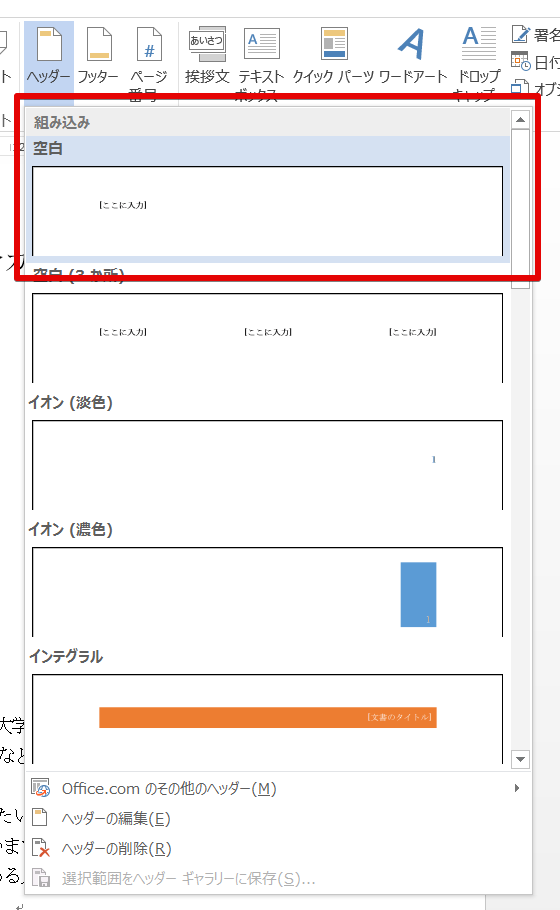 ト
ヘッダー
フッター
ページ
番号
あいさつ
挨拶文
A
テキスト
ボックス
クイック パーツ
ワードアート
A
ドロップ
キャップ
署名
日付
オブジ
組み込み
空白
[ここに入力]
空白 (3 か所)
[ここに入力] [ここに入力] [ここに入力]
イオン (淡色)
1
イオン (濃色)
1
インテグラル
[文書のタイトル]
Office.com のその他のヘッダー(M)
ヘッダーの編集(E)
ヘッダーの削除(R)
選択範囲をヘッダー ギャラリーに保存(S)...
大学
など
たい
いま
ある